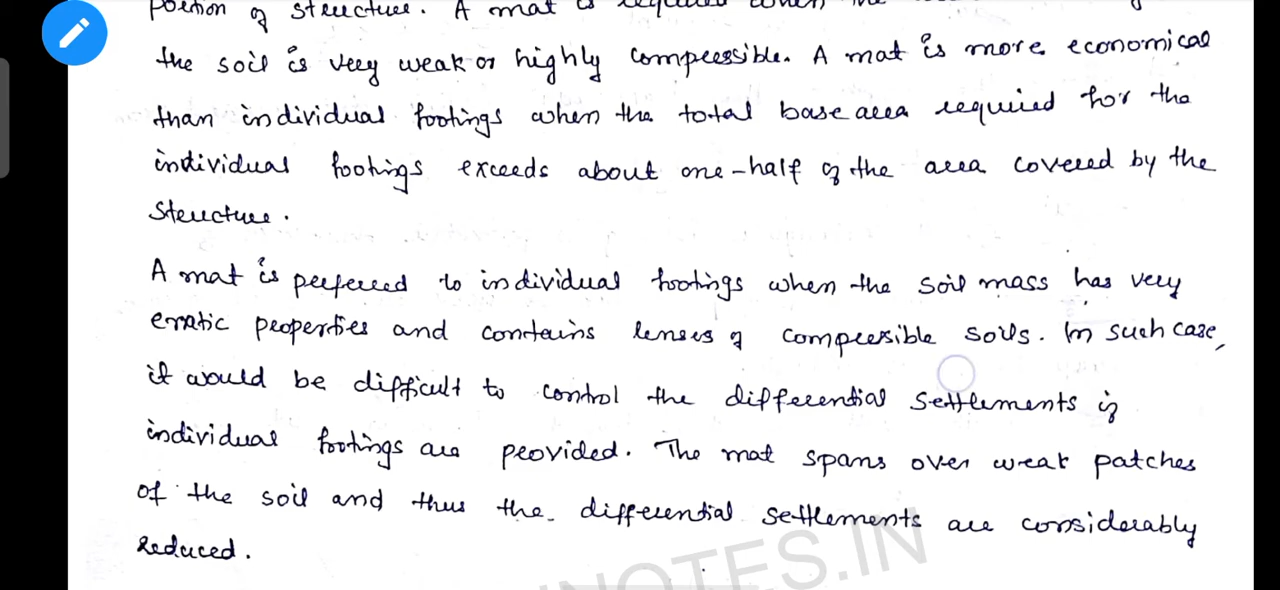 portion of structure. A mat is required when the
the soil is very weak or highly compressible. A mat is more economical
than individual footings when the total base area required for the
individual footings exceeds about one-half of the area covered by the
structure.
A mat is preferred to individual footings when the soil mass has very
erratic properties and contains lenses of compressible soils. In such case,
it would be difficult to control the differential settlements if
individual footings are provided. The mat spans over weak patches
of the soil and thus the differential settlements are considerably
reduced.
NOTES.IN